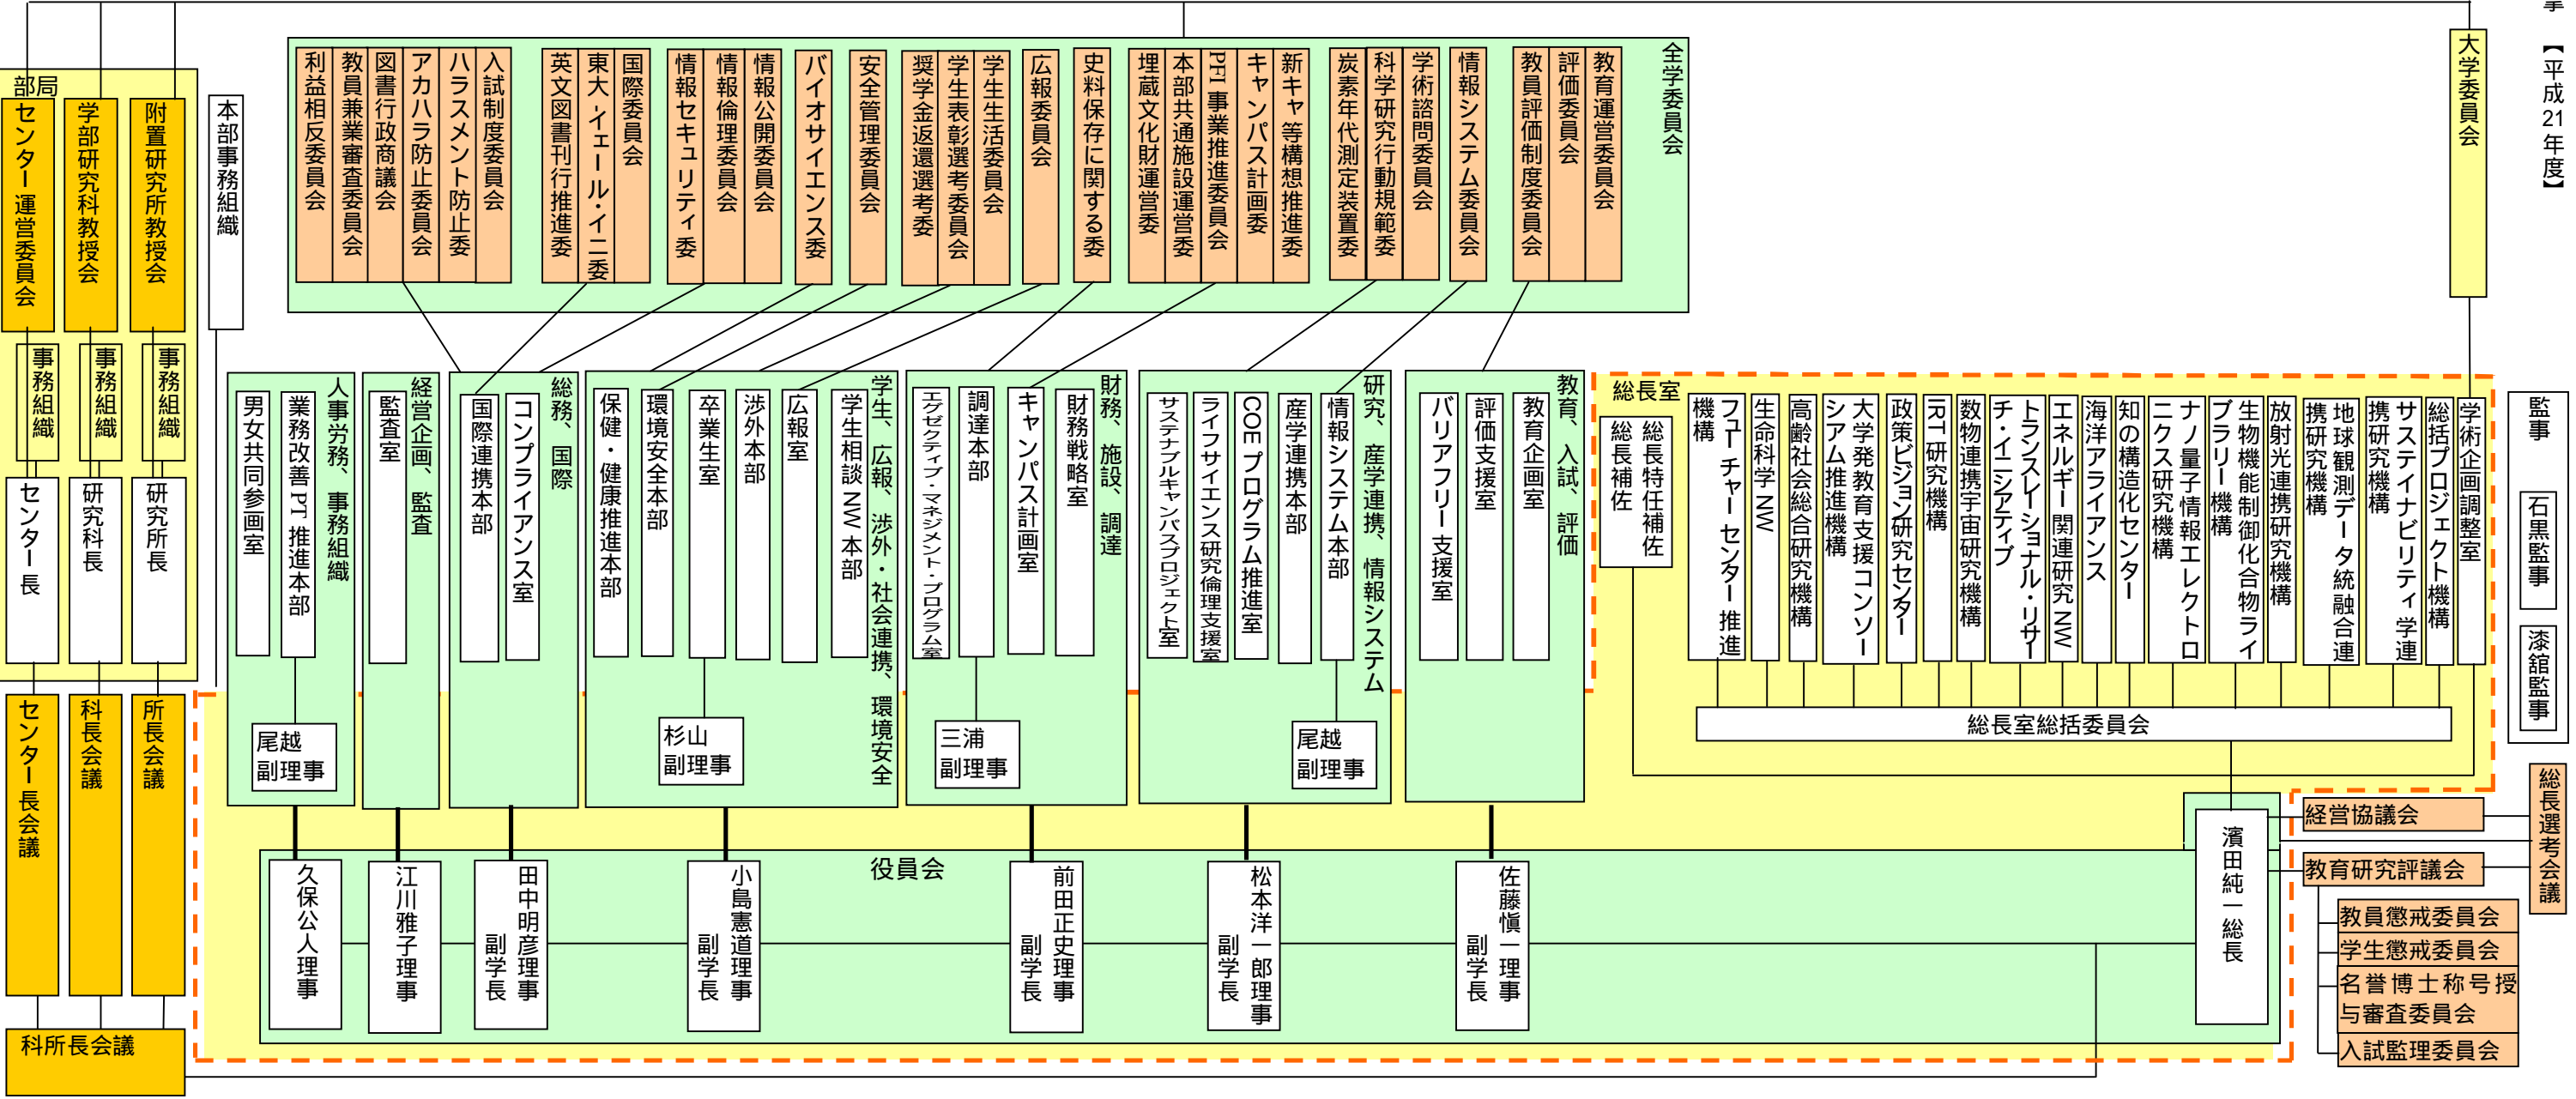 掌
【平成21年度】
大学委員会
全学委員会
教育運営委員会
評価委員会
教員評価制度委員会
情報システム委員会
学術諮問委員会
科学研究行動規範委
炭素年代測定装置委
新キャ等構想推進委
キャンパス計画委
PFI事業推進委員会
本部共通施設運営委
埋蔵文化財運営委
史料保存に関する委
広報委員会
学生生活委員会
学生表彰選考委員会
奨学金返還選考委
安全管理委員会
バイオサイエンス委
情報公開委員会
情報倫理委員会
情報セキュリティ委
国際委員会
東大-イェール・イニ委
英文図書刊行推進委
入試制度委員会
ハラスメント防止委
アカハラ防止委員会
図書行政商議会
教員兼業審査委員会
利益相反委員会
本部事務組織
部局
附置研究所教授会
学部研究科教授会
センター運営委員会
事務組織
事務組織
事務組織
研究所長
研究科長
センター長
所長会議
科長会議
センター長会議
科所長会議
監事
石黒監事
漆舘監事
総長室
学術企画調整室
総括プロジェクト機構
サステイナビリティ学連
携研究機構
地球観測データ統融合連
携研究機構
放射光連携研究機構
生物機能制御化合物ライ
ブラリー機構
ナノ量子情報エレクトロ
ニクス研究機構
知の構造化センター
海洋アライアンス
エネルギー関連研究NW
トランスレーショナル・リサー
チ・イニシアティブ
数物連携宇宙研究機構
IRT研究機構
政策ビジョン研究センター
大学発教育支援コンソー
シアム推進機構
高齢社会総合研究機構
生命科学NW
フューチャーセンター推進
機構
総長特任補佐
総長補佐
総長室総括委員会
教育、入試、評価
教育企画室
評価支援室
バリアフリー支援室
研究、産学連携、情報システム
情報システム本部
産学連携本部
COEプログラム推進室
ライフサイエンス研究倫理支援室
サステナブルキャンパスプロジェクト室
尾越
副理事
財務、施設、調達
財務戦略室
キャンパス計画室
調達本部
エグゼクティブ・マネジメント・プログラム室
三浦
副理事
学生、広報、渉外・社会連携、環境安全
学生相談NW本部
広報室
渉外本部
卒業生室
環境安全本部
保健・健康推進本部
杉山
副理事
総務、国際
コンプライアンス室
国際連携本部
経営企画、監査
監査室
人事労務、事務組織
業務改善PT推進本部
男女共同参画室
尾越
副理事
役員会
濱田純一総長
佐藤愼一理事
副学長
松本洋一郎理事
副学長
前田正史理事
副学長
小島憲道理事
副学長
田中明彦理事
副学長
江川雅子理事
久保公人理事
総長選考会議
経営協議会
教育研究評議会
教員懲戒委員会
学生懲戒委員会
名誉博士称号授
与審査委員会
入試監理委員会